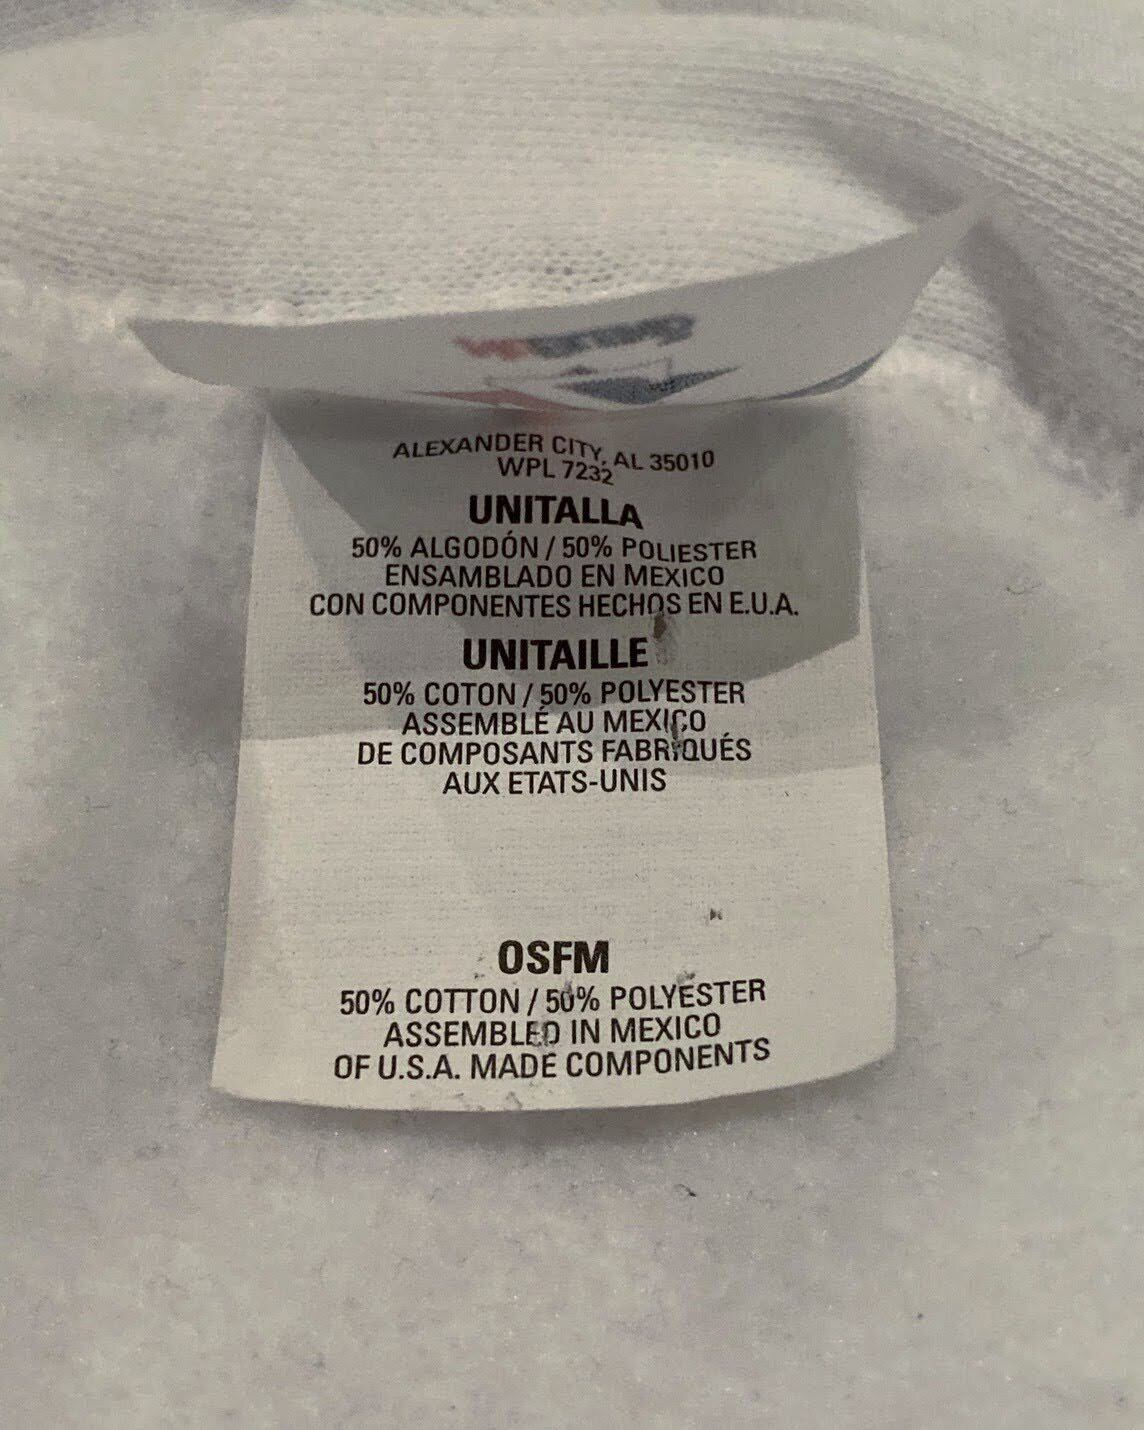 ALEXANDER CITY, AL 35010
WPL 7232
UNITALLA
50% ALGODÓN / 50% POLIESTER
ENSAMBLADO EN MEXICO
CON COMPONENTES HECHOS EN E.U.A.
UNITAILLE
50% COTON / 50% POLYESTER
ASSEMBLÉ AU MEXICO
DE COMPOSANTS FABRIQUÉS
AUX ETATS-UNIS
OSFM
50% COTTON / 50% POLYESTER
ASSEMBLED IN MEXICO
OF U.S.A. MADE COMPONENTS